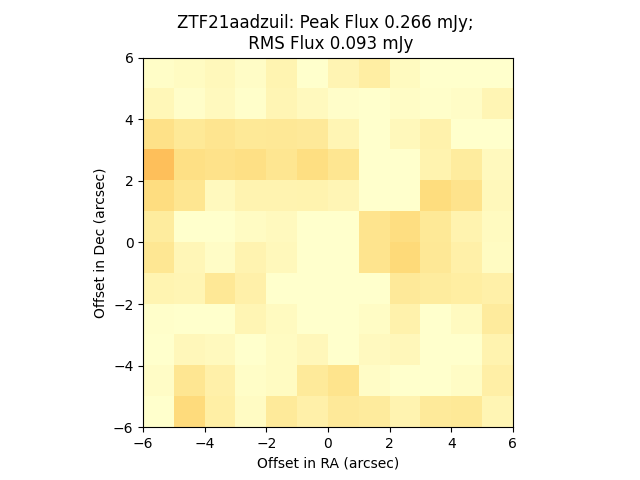 ZTF21aadzuil: Peak Flux 0.266 mJy;
RMS Flux 0.093 mJy
6
4
2
0
−2
−4
−6
Offset in Dec (arcsec)
−6 −4 −2 0 2 4 6
Offset in RA (arcsec)